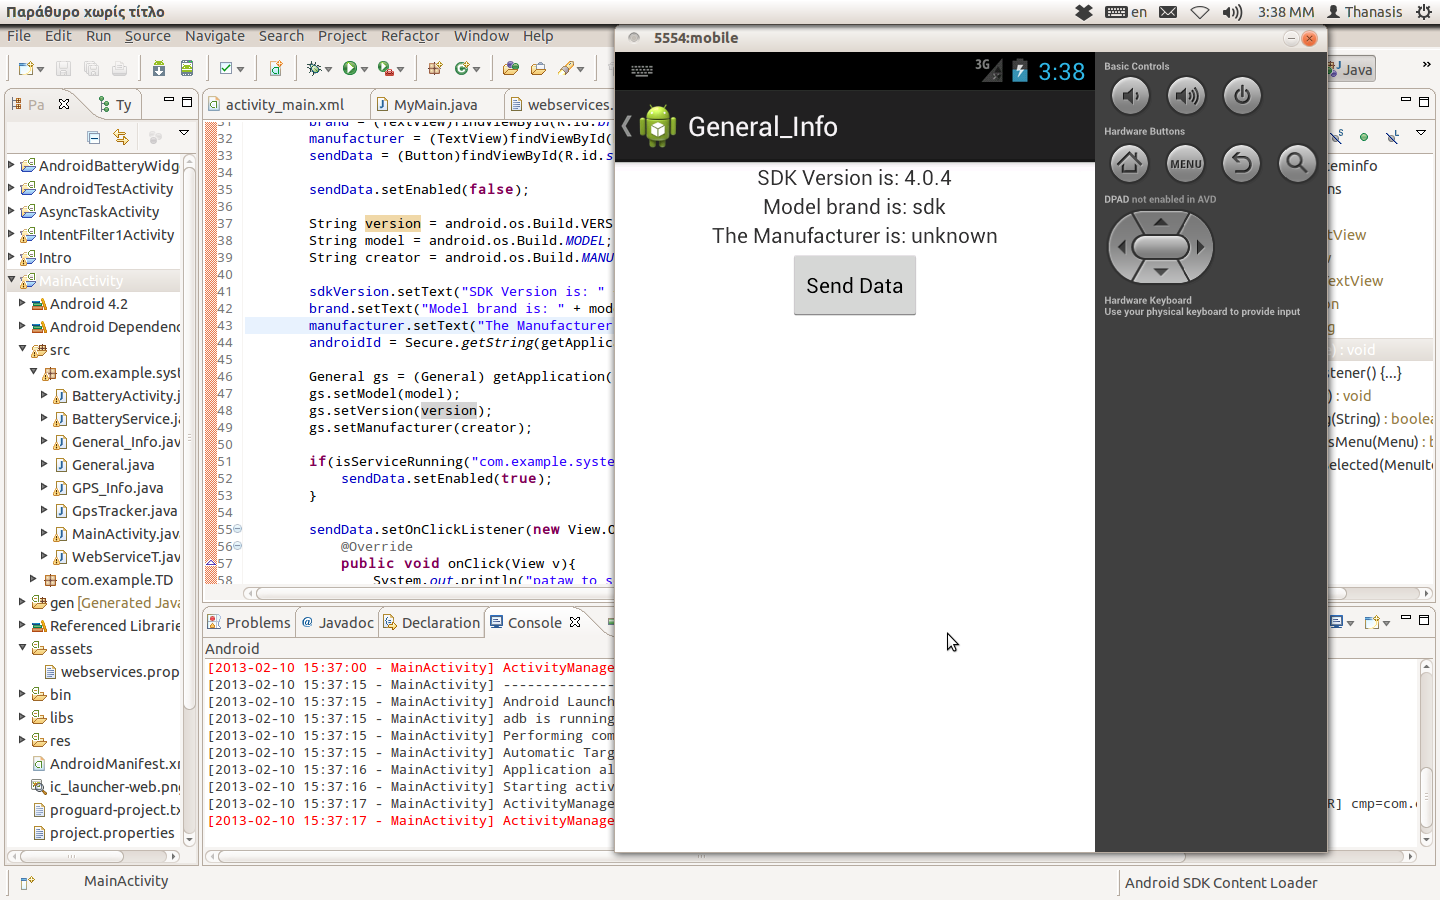 Παράθυρο χωρίς τίτλο
en
3:38 ΜΜ
Thanasis
File Edit Run Source Navigate Search Project Refactor Window Help
5554:mobile
Java
Pa
Ty
activity_main.xml
MyMain.java
webservices.
AndroidBatteryWidg
AndroidTestActivity
AsyncTaskActivity
IntentFilter1Activity
Intro
MainActivity
Android 4.2
Android Dependenc
src
com.example.syst
BatteryActivity.j
BatteryService.ja
General_Info.jav
General.java
GPS_Info.java
GpsTracker.java
MainActivity.jav
WebServiceT.jav
com.example.TD
gen [Generated Java
Referenced Librarie
assets
webservices.prop
bin
libs
res
AndroidManifest.xm
ic_launcher-web.png
proguard-project.tx
project.properties
31 brand = (TextView)findViewById(R.id.br
32 manufacturer = (TextView)findViewById(
33 sendData = (Button)findViewById(R.id.s
34
35 sendData.setEnabled(false);
36
37 String version = android.os.Build.VERS
38 String model = android.os.Build.MODEL;
39 String creator = android.os.Build.MANU
40
41 sdkVersion.setText("SDK Version is: "
42 brand.setText("Model brand is: " + mod
43 manufacturer.setText("The Manufacturer
44 androidId = Secure.getString(getApplic
45
46 General gs = (General) getApplication(
47 gs.setModel(model);
48 gs.setVersion(version);
49 gs.setManufacturer(creator);
50
51 if(isServiceRunning("com.example.syste
52 sendData.setEnabled(true);
53 }
54
55 sendData.setOnClickListener(new View.O
56 @Override
57 public void onClick(View v){
58 System.out.println("pataw to s
3G
3:38
General_Info
SDK Version is: 4.0.4
Model brand is: sdk
The Manufacturer is: unknown
Send Data
Basic Controls
Hardware Buttons
MENU
DPAD not enabled in AVD
Hardware Keyboard
Use your physical keyboard to provide input
teminfo
ns
tView
TextView
on
g
) : void
stener() {...}
) : void
g(String) : boolea
sMenu(Menu) : b
elected(MenuIte
Problems
@ Javadoc
Declaration
Console
Android
[2013-02-10 15:37:00 - MainActivity] ActivityManage
[2013-02-10 15:37:15 - MainActivity] --------------
[2013-02-10 15:37:15 - MainActivity] Android Launch
[2013-02-10 15:37:15 - MainActivity] adb is running
[2013-02-10 15:37:15 - MainActivity] Performing com
[2013-02-10 15:37:15 - MainActivity] Automatic Targ
[2013-02-10 15:37:16 - MainActivity] Application al
[2013-02-10 15:37:16 - MainActivity] Starting activ
[2013-02-10 15:37:17 - MainActivity] ActivityManage
R] cmp=com.e
[2013-02-10 15:37:17 - MainActivity] ActivityManage
MainActivity
Android SDK Content Loader